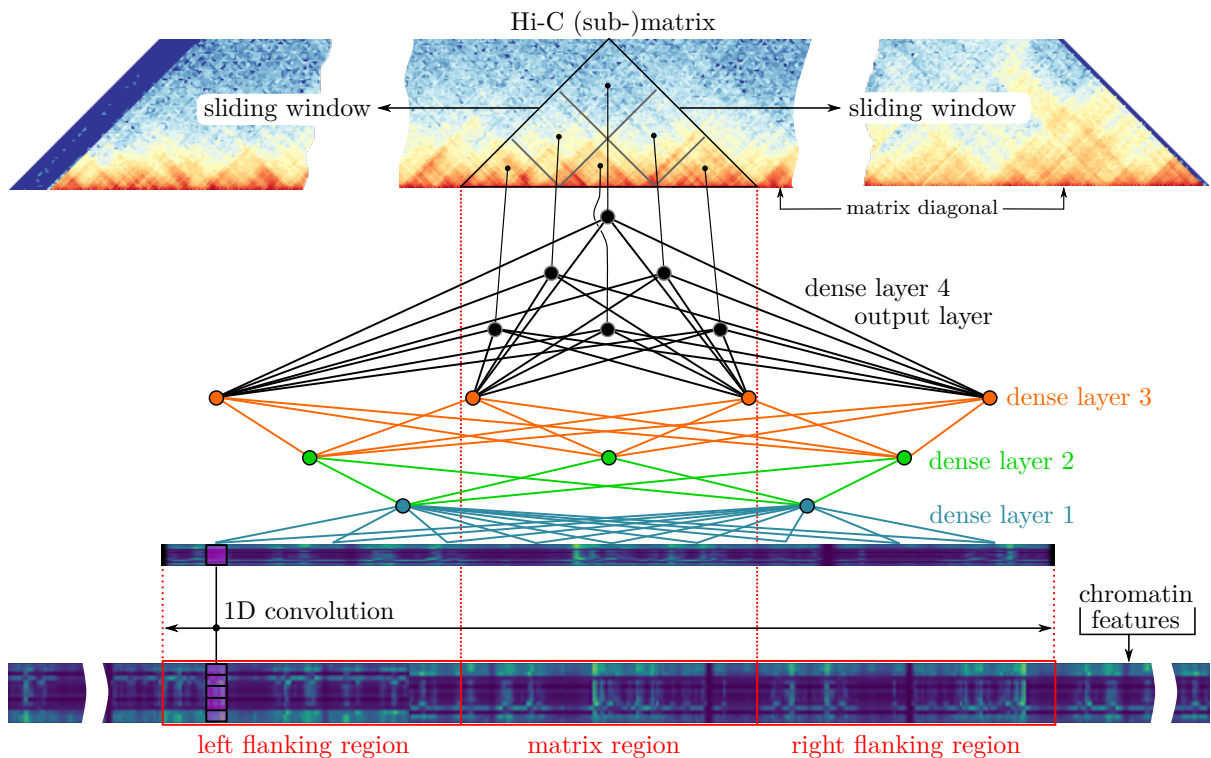 Hi-C (sub-)matrix
sliding window
sliding window
matrix diagonal
dense layer 4
output layer
dense layer 3
dense layer 2
dense layer 1
1D convolution
chromatin
features
left flanking region
matrix region
right flanking region